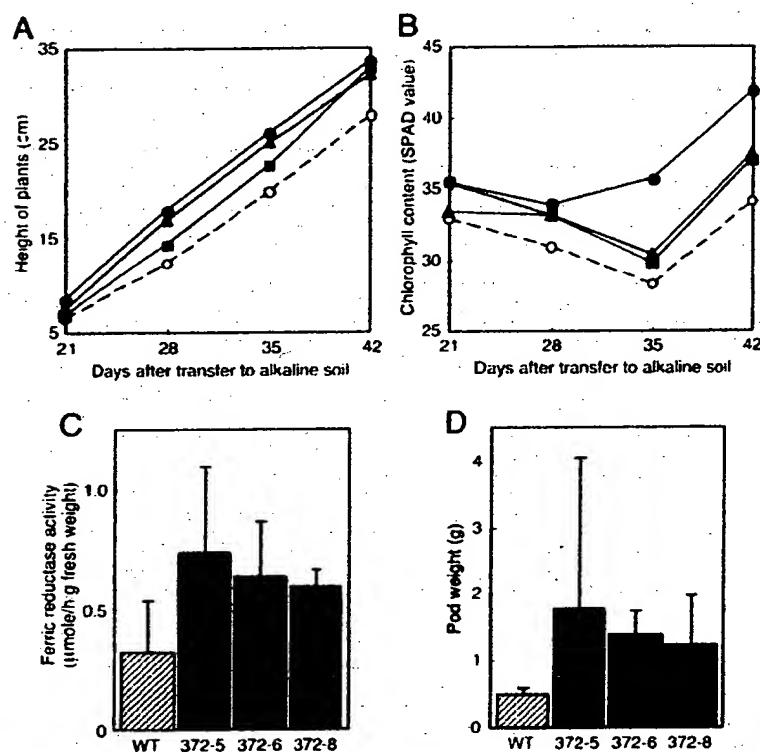 A
B
Height of plants (cm)
35
25
15
5
21 28 35 42
Days after transfer to alkaline soil
Chlorophyll content (SPAD value)
45
40
35
30
25
21 28 35 42
Days after transfer to alkaline soil
C
D
Ferric reductase activity
(µmole/h·g fresh weight)
1.0
0.5
0
WT 372-5 372-6 372-8
Pod weight (g)
4
3
2
1
0
WT 372-5 372-6 372-8